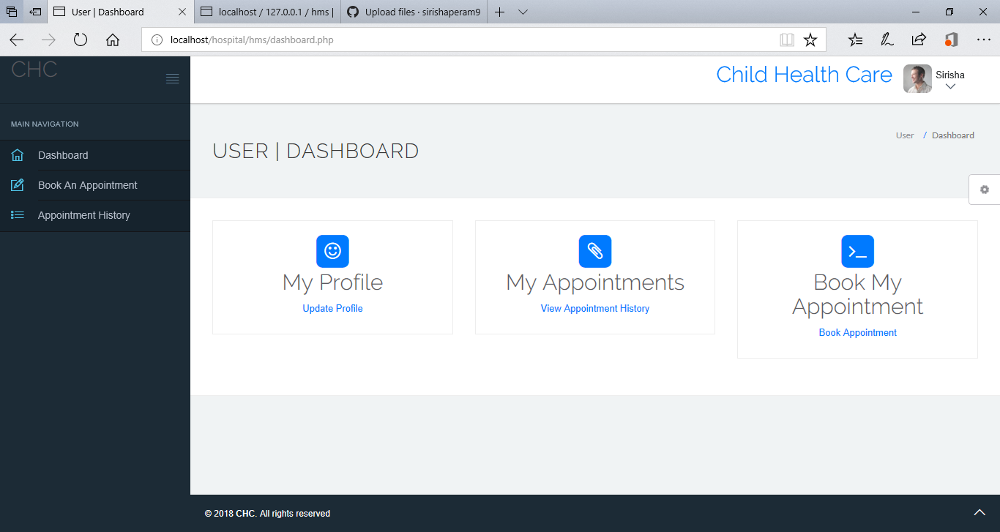 User | Dashboard
localhost / 127.0.0.1 / hms |
Upload files · sirishaperam9
localhost/hospital/hms/dashboard.php
CHC
Child Health Care
Sirisha
MAIN NAVIGATION
Dashboard
Book An Appointment
Appointment History
USER | DASHBOARD
User / Dashboard
My Profile
Update Profile
My Appointments
View Appointment History
Book My
Appointment
Book Appointment
© 2018 CHC. All rights reserved